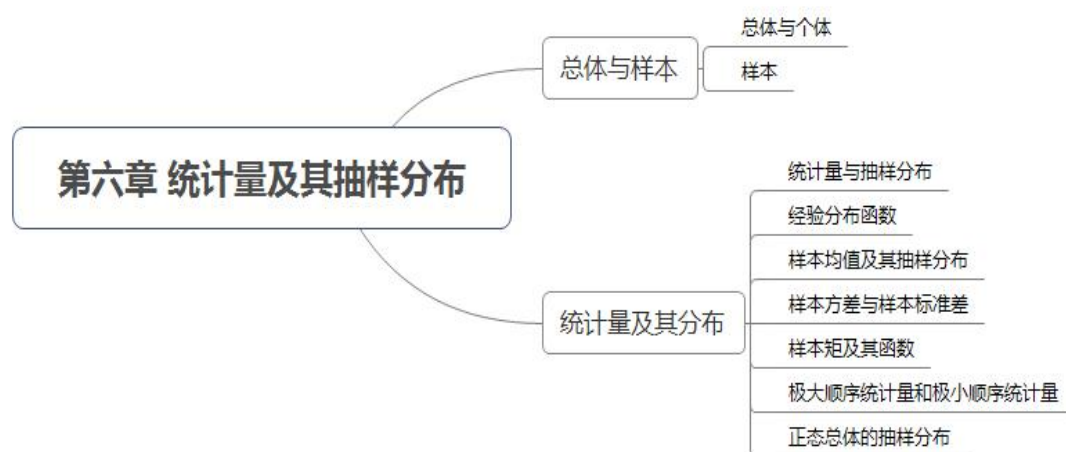 第六章 统计量及其抽样分布
总体与样本
总体与个体
样本
统计量及其分布
统计量与抽样分布
经验分布函数
样本均值及其抽样分布
样本方差与样本标准差
样本矩及其函数
极大顺序统计量和极小顺序统计量
正态总体的抽样分布